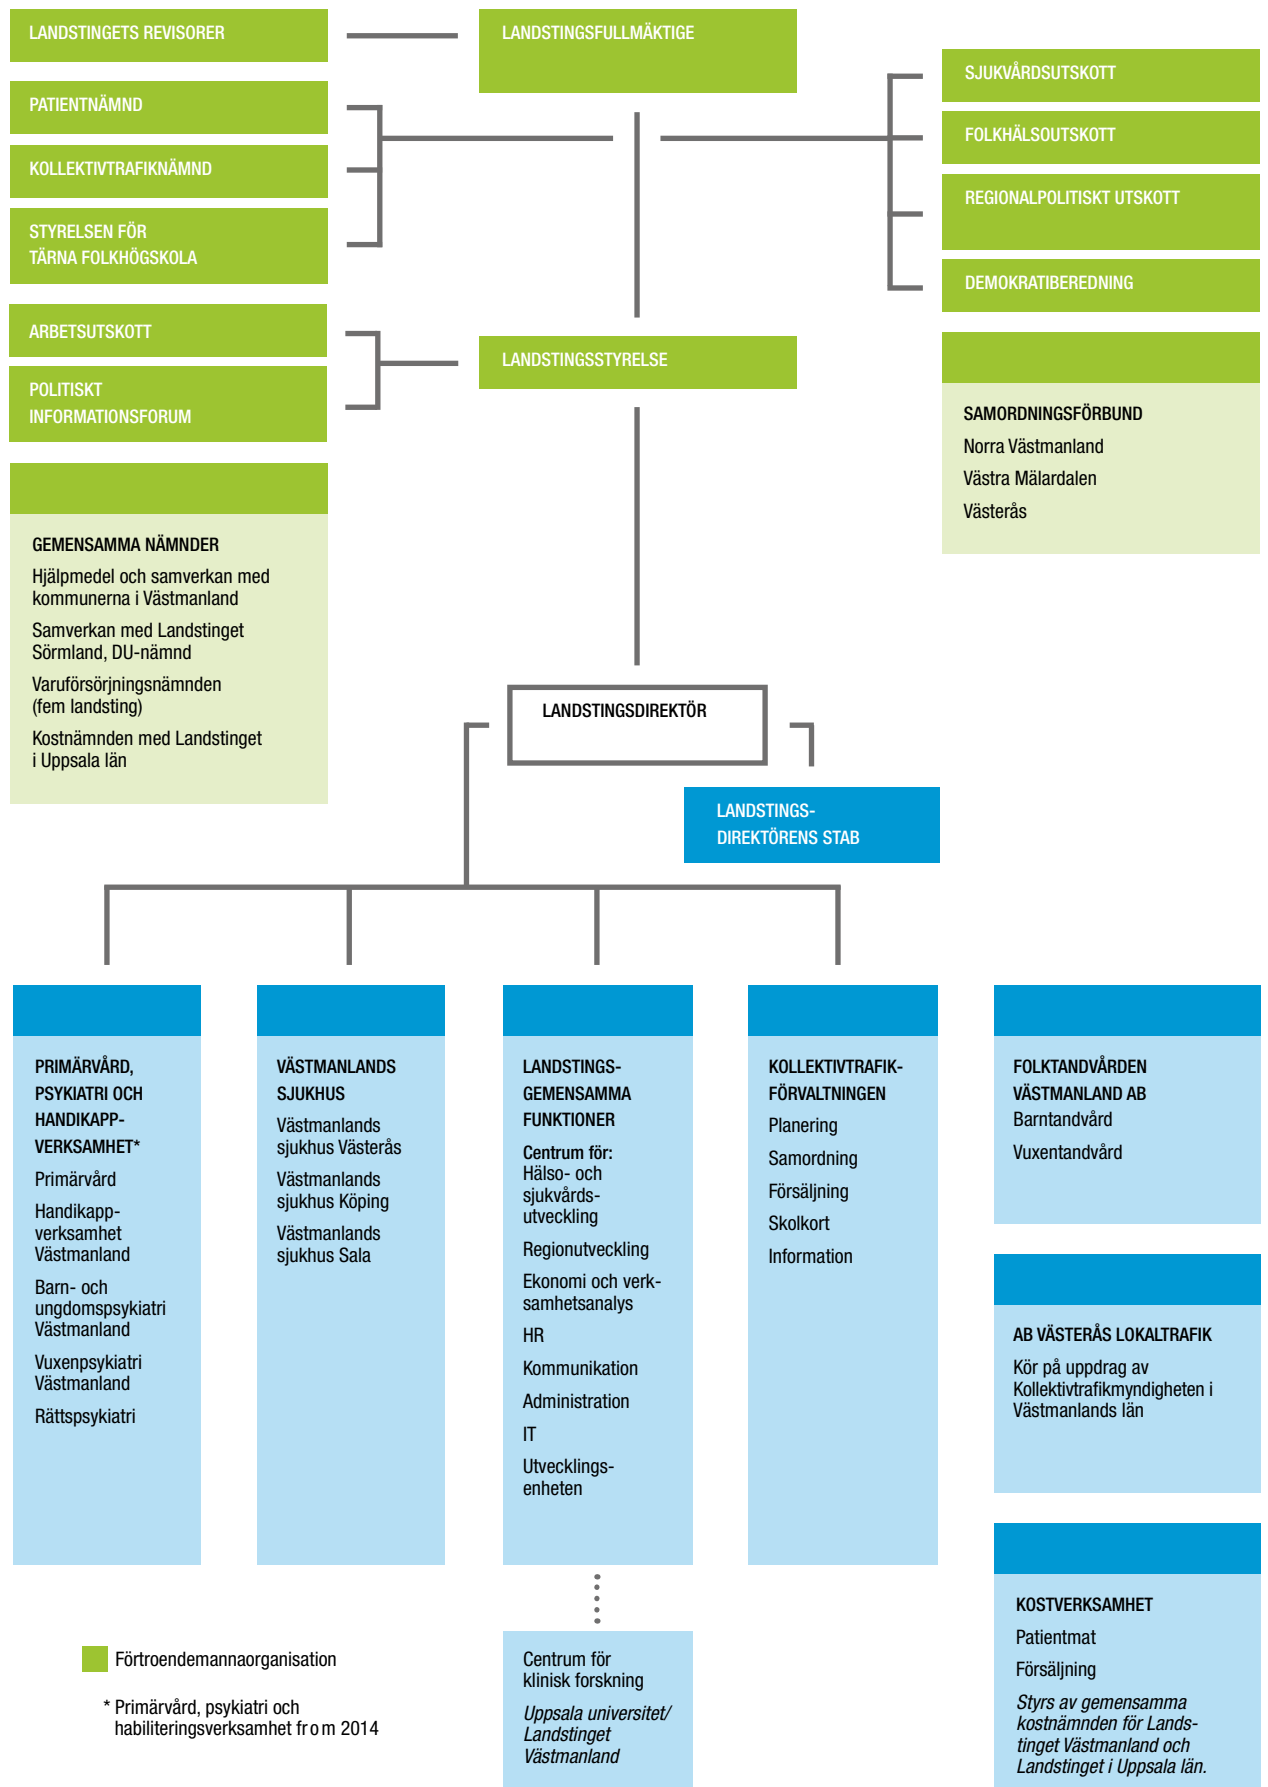 LANDSTINGETS REVISORER
LANDSTINGSFULLMÄKTIGE
SJUKVÅRDSUTSKOTT
PATIENTNÄMND
FOLKHÄLSOUTSKOTT
KOLLEKTIVTRAFIKNÄMND
REGIONALPOLITISKT UTSKOTT
STYRELSEN FÖR
TÄRNA FOLKHÖGSKOLA
DEMOKRATIBEREDNING
ARBETSUTSKOTT
LANDSTINGSSTYRELSE
POLITISKT
INFORMATIONSFORUM
SAMORDNINGSFÖRBUND
Norra Västmanland
Västra Mälardalen
Västerås
GEMENSAMMA NÄMNDER
Hjälpmedel och samverkan med
kommunerna i Västmanland
Samverkan med Landstinget
Sörmland, DU-nämnd
Varuförsörjningsnämnden
(fem landsting)
Kostnämnden med Landstinget
i Uppsala län
LANDSTINGSDIREKTÖR
LANDSTINGS-
DIREKTÖRENS STAB
PRIMÄRVÅRD,
PSYKIATRI OCH
HANDIKAPP-
VERKSAMHET*
Primärvård
Handikapp-
verksamhet
Västmanland
Barn- och
ungdomspsykiatri
Västmanland
Vuxenpsykiatri
Västmanland
Rättspsykiatri
VÄSTMANLANDS
SJUKHUS
Västmanlands
sjukhus Västerås
Västmanlands
sjukhus Köping
Västmanlands
sjukhus Sala
LANDSTINGS-
GEMENSAMMA
FUNKTIONER
Centrum för:
Hälso- och
sjukvårds-
utveckling
Regionutveckling
Ekonomi och verk-
samhetsanalys
HR
Kommunikation
Administration
IT
Utvecklings-
enheten
KOLLEKTIVTRAFIK-
FÖRVALTNINGEN
Planering
Samordning
Försäljning
Skolkort
Information
FOLKTANDVÅRDEN
VÄSTMANLAND AB
Barntandvård
Vuxentandvård
AB VÄSTERÅS LOKALTRAFIK
Kör på uppdrag av
Kollektivtrafikmyndigheten i
Västmanlands län
KOSTVERKSAMHET
Patientmat
Försäljning
Styrs av gemensamma
kostnämnden för Lands-
tinget Västmanland och
Landstinget i Uppsala län.
Centrum för
klinisk forskning
Uppsala universitet/
Landstinget
Västmanland
Förtroendemannaorganisation
* Primärvård, psykiatri och
habiliteringsverksamhet fr o m 2014